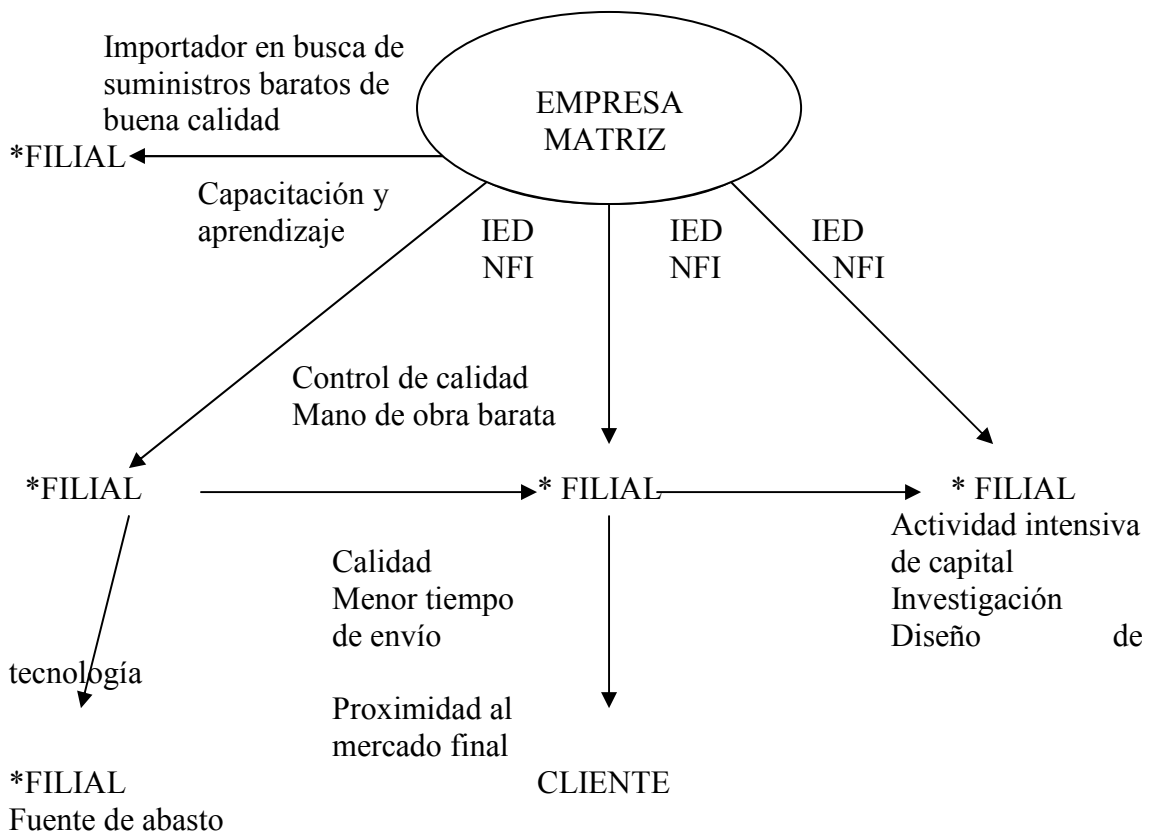 Importador en busca de
suministros baratos de
buena calidad
EMPRESA
MATRIZ
*FILIAL
Capacitación y
aprendizaje
IED
NFI
IED
NFI
IED
NFI
Control de calidad
Mano de obra barata
*FILIAL
* FILIAL
* FILIAL
Actividad intensiva
de capital
Investigación
Diseño de
tecnología
Calidad
Menor tiempo
de envío
Proximidad al
mercado final
*FILIAL
Fuente de abasto
CLIENTE